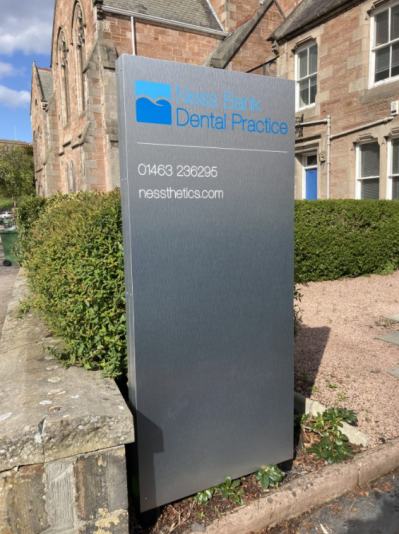 Ness Bank
Dental Practice
01463 236295
nessthetics.com